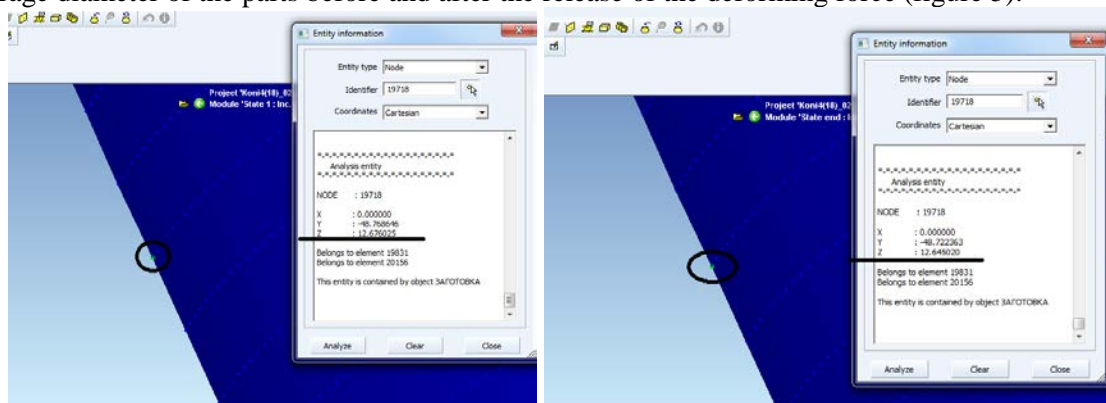 rage diameter of the parts before and after the release of the deforming force (figure 5).
Entity information
Entity type Node
Identifier 19718
Coordinates Cartesian
Project 'Koni4(18)_02
Module 'State 1 : Inc.
Analysis entity
NODE : 19718
X : 0.000000
Y : -48.768646
Z : 12.676025
Belongs to element 19831
Belongs to element 20156
This entity is contained by object ЗАГОТОВКА
Analyze Clear Close
Entity information
Entity type Node
Identifier 19718
Coordinates Cartesian
Project 'Koni4(18)_02
Module 'State end : I
Analysis entity
NODE : 19718
X : 0.000000
Y : -48.722363
Z : 12.645020
Belongs to element 19831
Belongs to element 20156
This entity is contained by object ЗАГОТОВКА
Analyze Clear Close